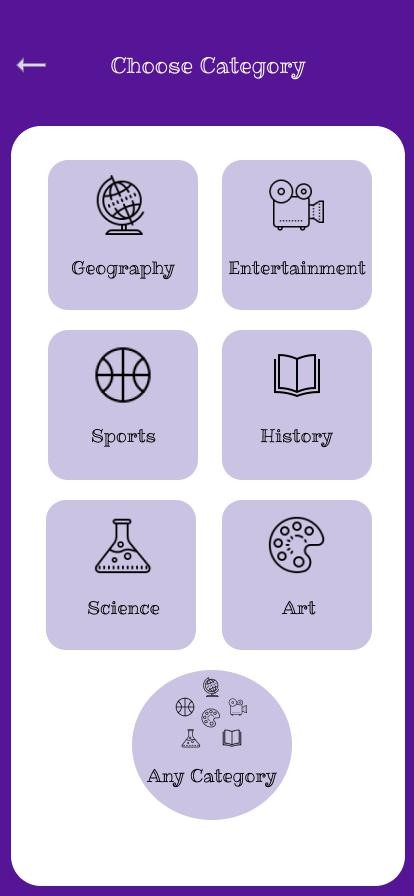 Choose Category
Geography
Entertainment
Sports
History
Science
Art
Any Category